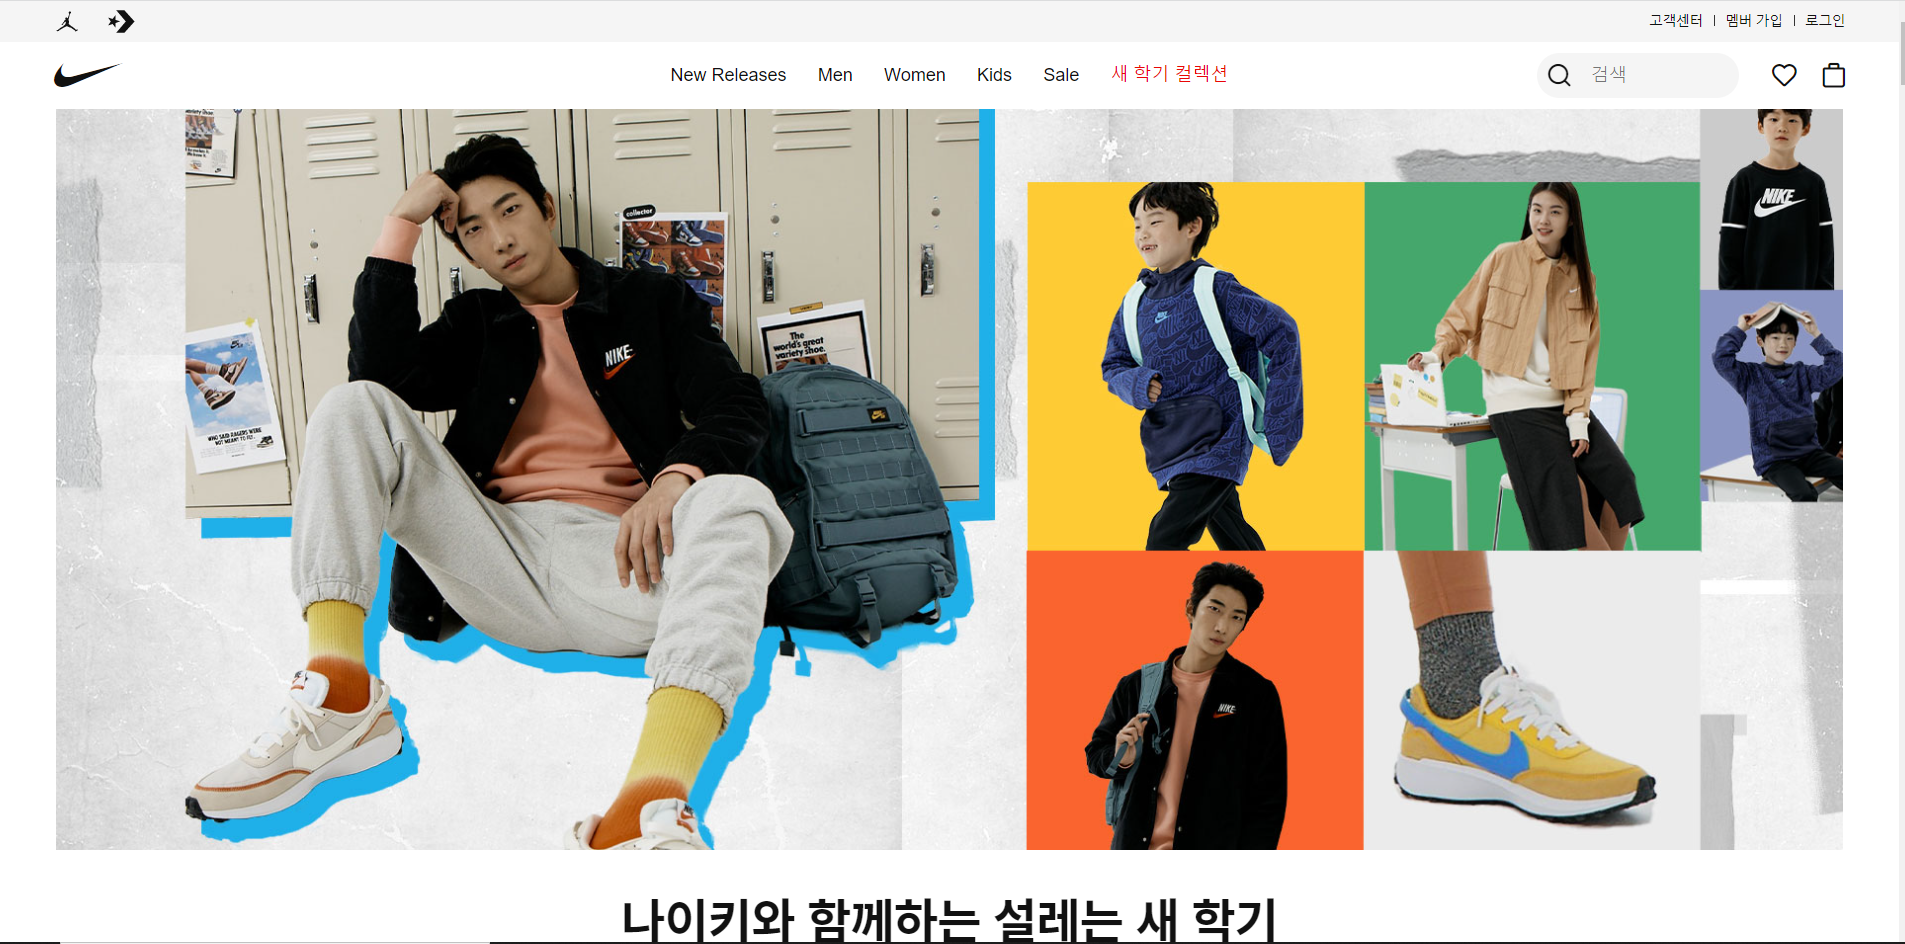 고객센터 | 멤버 가입 | 로그인
New Releases Men Women Kids Sale 새 학기 컬렉션 검색
collector
The
world's great
variety shoe.
WHO SAID RAGERS WERE
NOT MEANT TO FLY.
NIKE
NIKE
NIKE
NIKE
나이키와 함께하는 설레는 새 학기